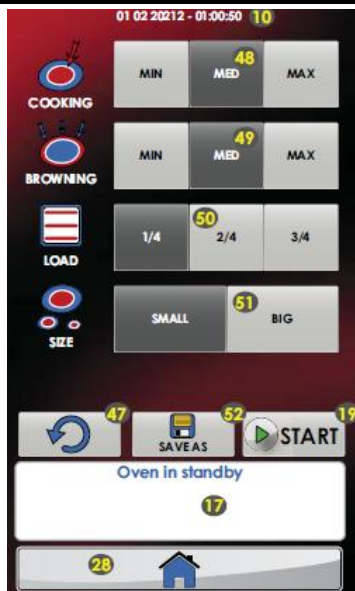 01 02 20212 - 01:00:50 10
COOKING MIN MED 48 MAX
BROWNING MIN MED 49 MAX
LOAD 1/4 50 2/4 3/4
SIZE SMALL 51 BIG
47 SAVE AS 52 START 19
Oven in standby
17
28